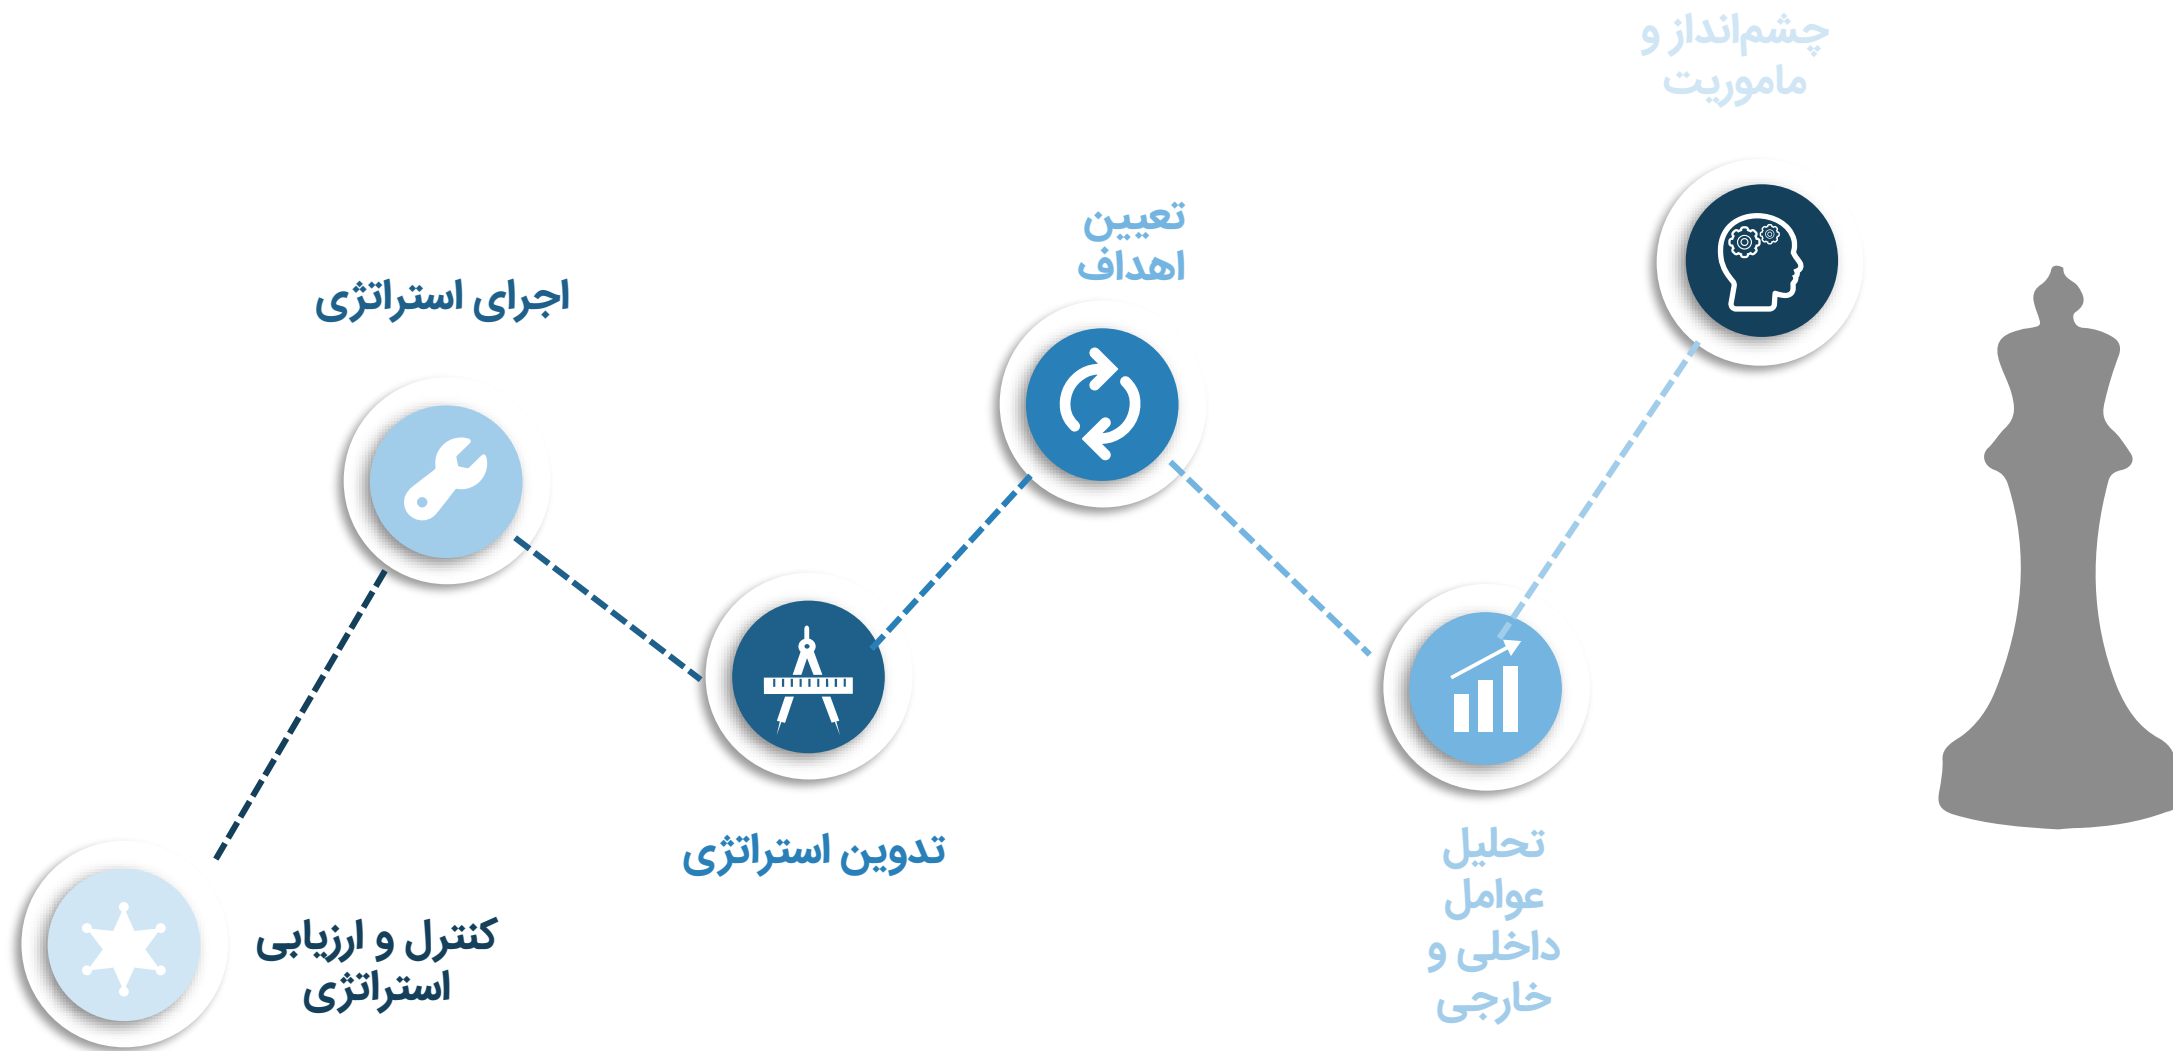 چشم‌انداز و
ماموریت
تحلیل
عوامل
داخلی و
خارجی
تعیین
اهداف
تدوین استراتژی
اجرای استراتژی
کنترل و ارزیابی
استراتژی